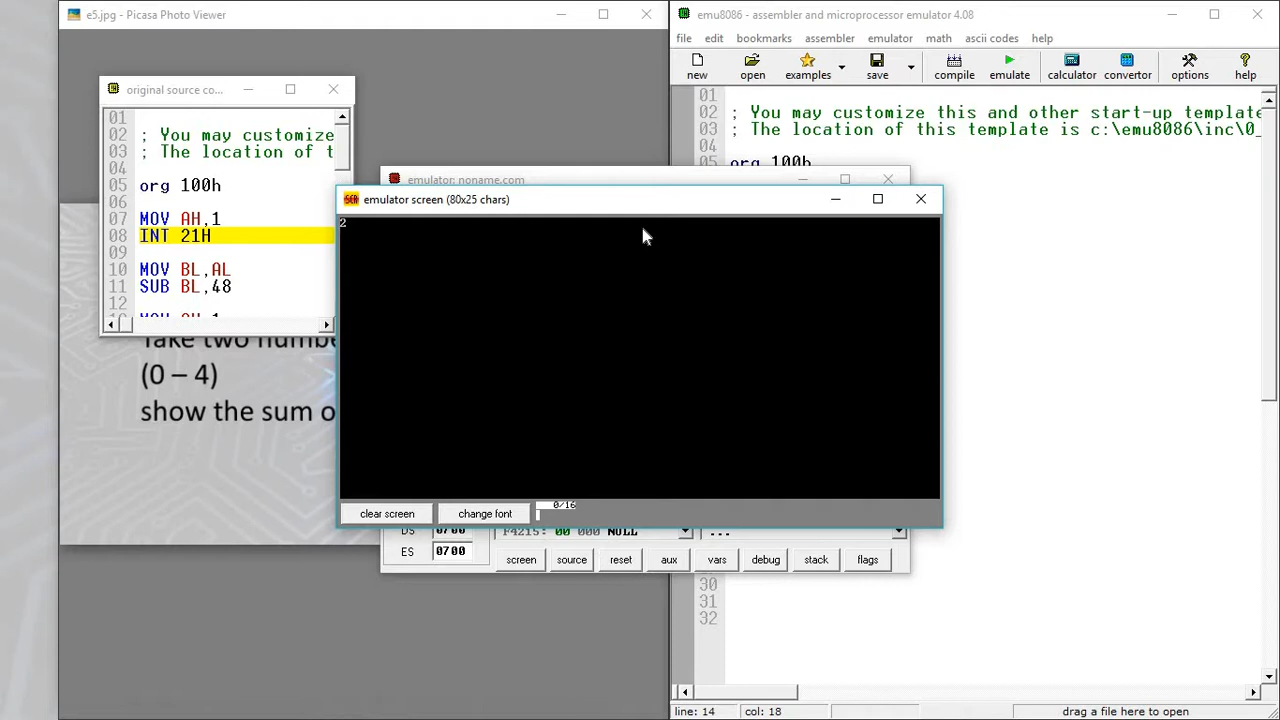 e5.jpg - Picasa Photo Viewer
emu8086 - assembler and microprocessor emulator 4.08
file edit bookmarks assembler emulator math ascii codes help
new open examples save compile emulate calculator convertor options help
original source co...
01
02 ; You may customize
03 ; The location of t
04
05 org 100h
06
07 MOV AH,1
08 INT 21H
09
10 MOV BL,AL
11 SUB BL,48
12
01
02 ; You may customize this and other start-up template
03 ; The location of this template is c:\emu8086\inc\0_
04
05 org 100h
emulator: noname.com
emulator screen (80x25 chars)
2
clear screen change font 0/16
(0 – 4)
show the sum o
DS 0700 F4215: 00 000 NULL ...
ES 0700
screen source reset aux vars debug stack flags
30
31
32
line: 14 col: 18 drag a file here to open